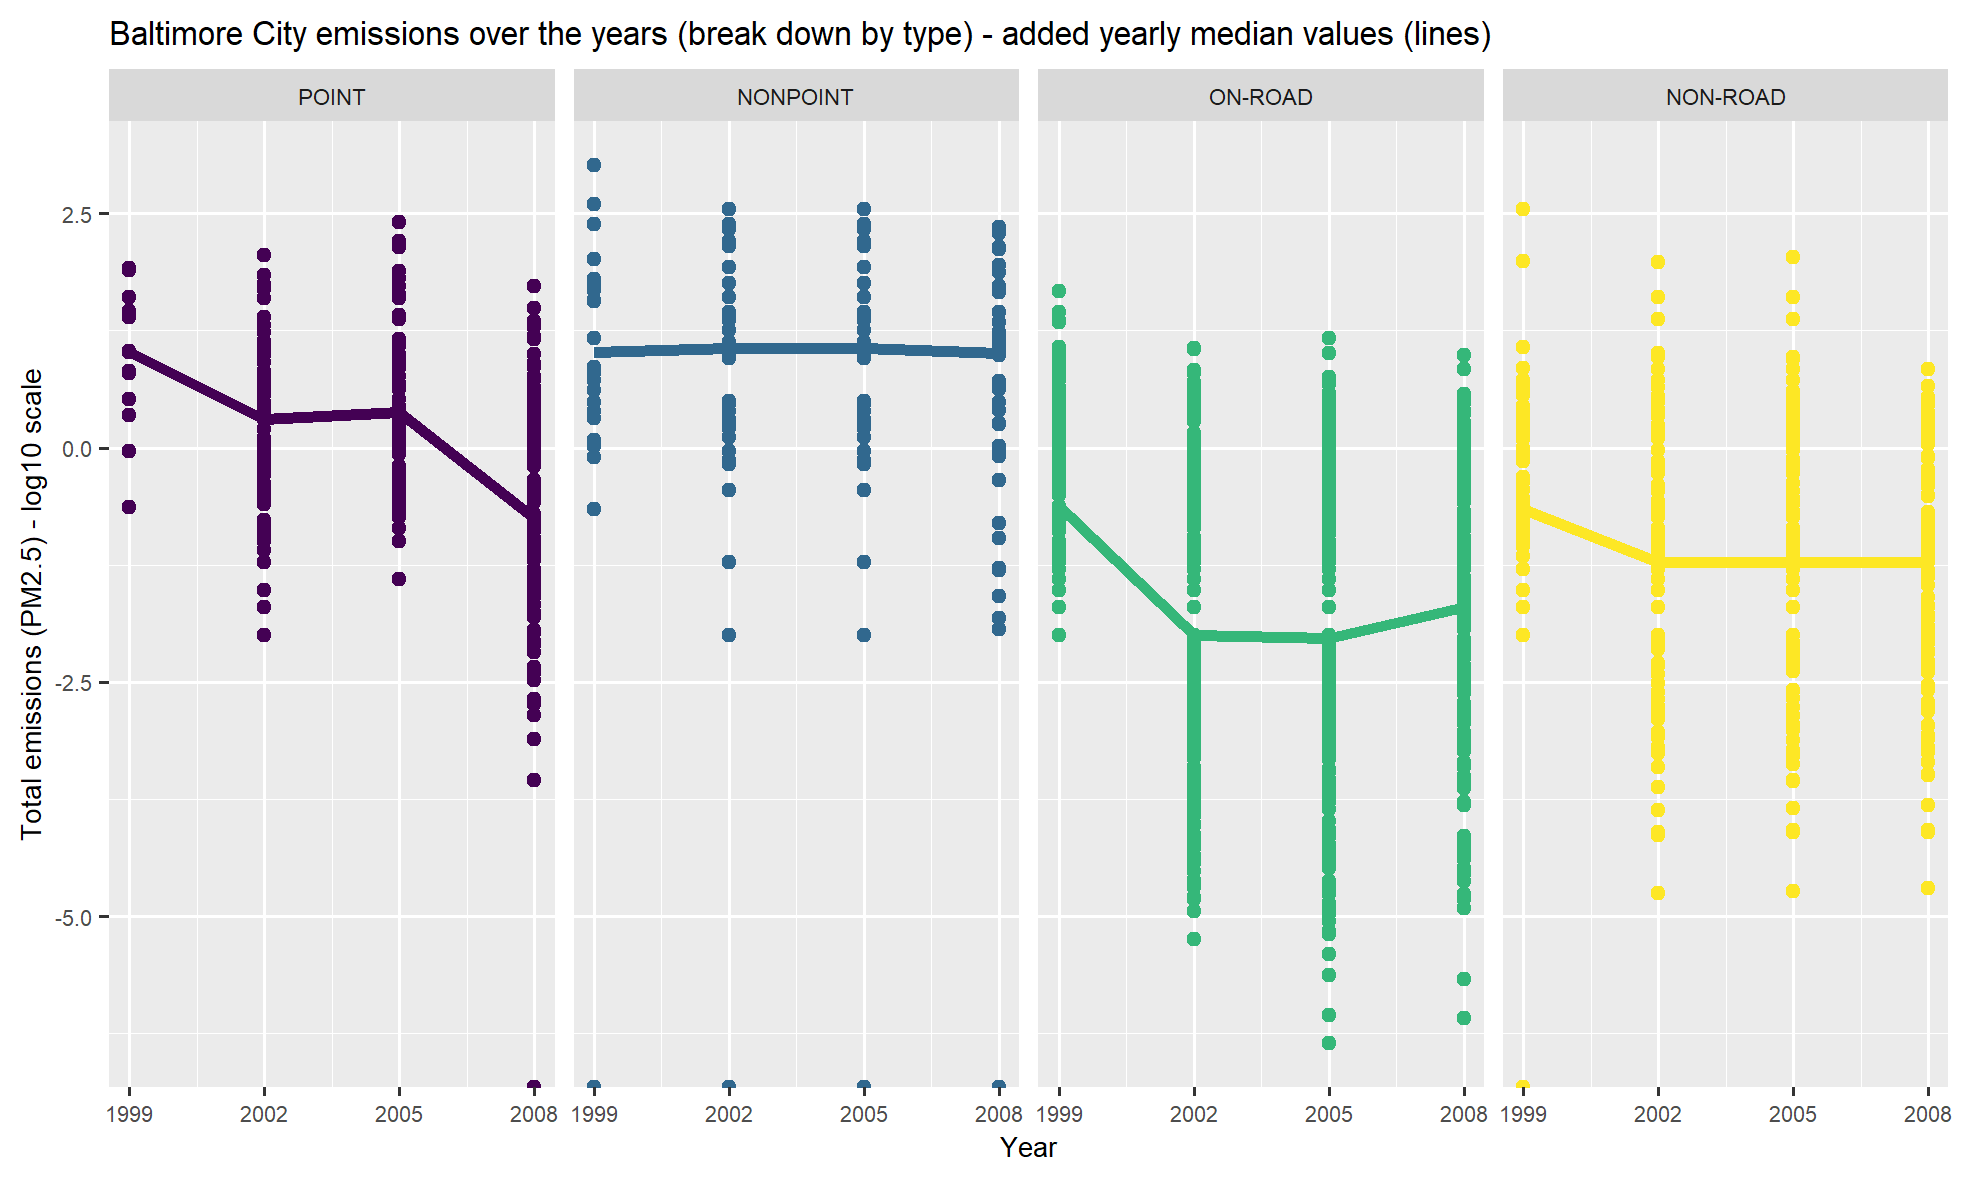 Baltimore City emissions over the years (break down by type) - added yearly median values (lines)
POINT
NONPOINT
ON-ROAD
NON-ROAD
Total emissions (PM2.5) - log10 scale
2.5
0.0
-2.5
-5.0
1999 2002 2005 2008
1999 2002 2005 2008
1999 2002 2005 2008
1999 2002 2005 2008
Year